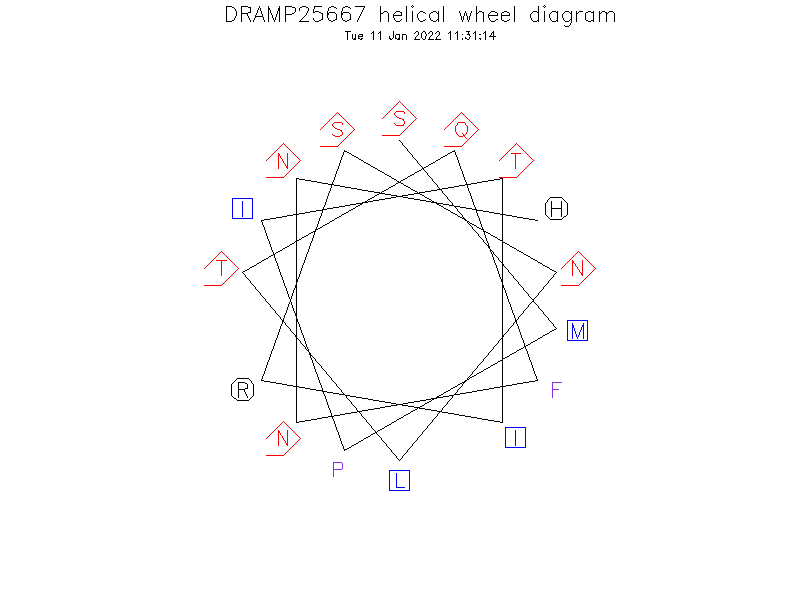 DRAMP25667 helical wheel diagram
Tue 11 Jan 2022 11:31:14
S
S
Q
N
T
I
H
T
N
M
R
F
N
I
P
L